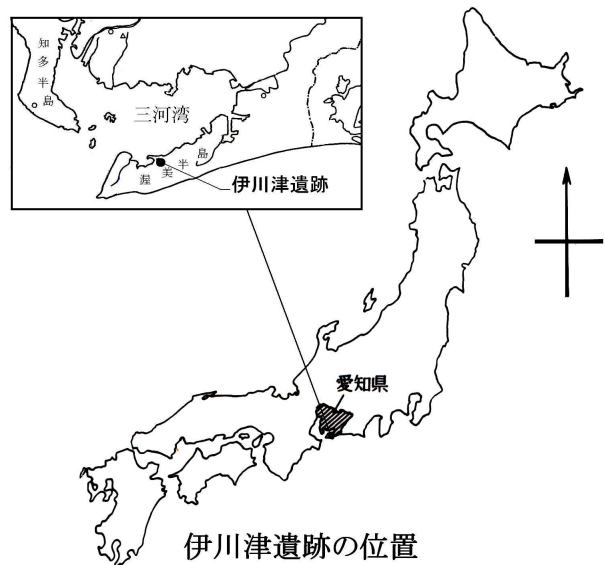 知多半島
三河湾
渥美半島
伊川津遺跡
愛知県
伊川津遺跡の位置